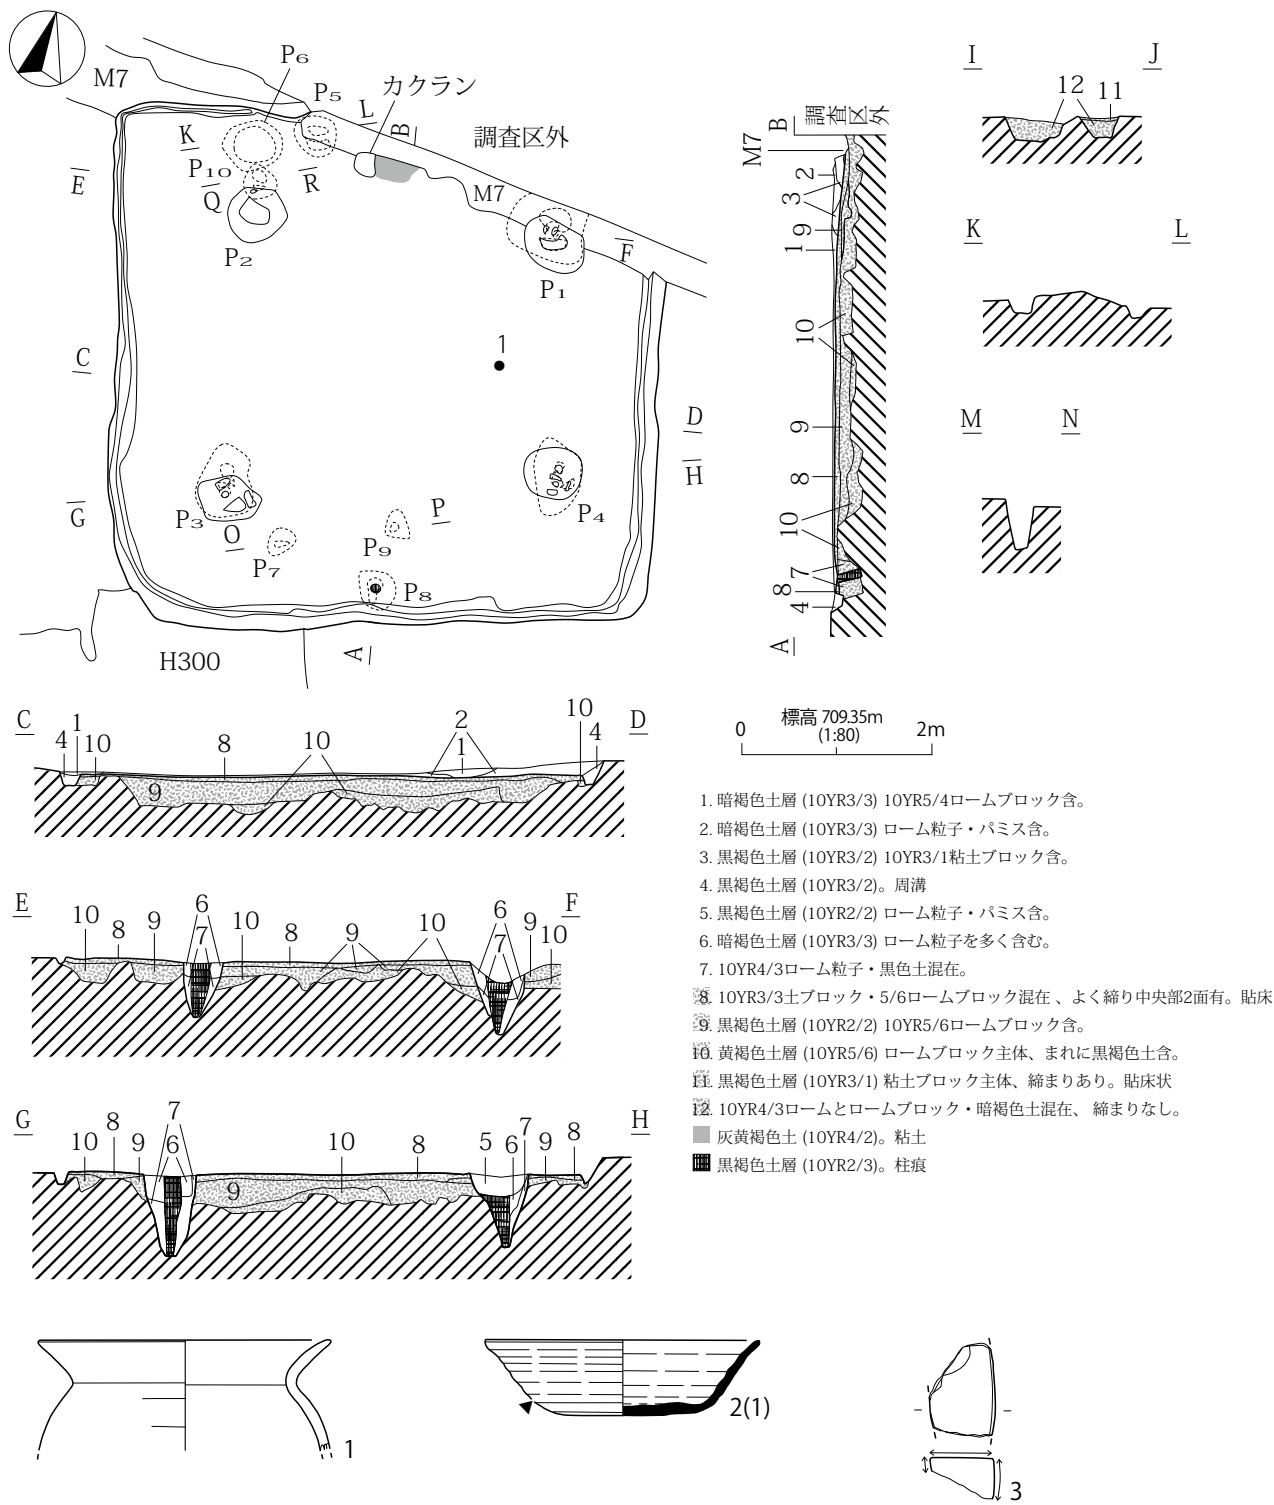 M7
P6
P5
カクラン
L
B
調査区外
K
P10
E
Q
R
M7
P2
F
P1
C
1
D
H
G
P3
O
P
P4
P9
P7
P8
H300
A
B
調査区外
M7
2
3
9
1
10
9
8
10
7
8
4
A
I
J
12
11
K
L
M
N
C
D
4
1
10
8
10
2
1
10
4
9
標高 709.35m
0
(1:80)
2m
E
F
10
8
9
6
7
10
8
9
10
6
7
9
10
G
H
10
8
9
7
6
10
8
5
7
6
9
8
9
1. 暗褐色土層 (10YR3/3) 10YR5/4ロームブロック含。
2. 暗褐色土層 (10YR3/3) ローム粒子・パミス含。
3. 黒褐色土層 (10YR3/2) 10YR3/1粘土ブロック含。
4. 黒褐色土層 (10YR3/2)。周溝
5. 黒褐色土層 (10YR2/2) ローム粒子・パミス含。
6. 暗褐色土層 (10YR3/3) ローム粒子を多く含む。
7. 10YR4/3ローム粒子・黒色土混在。
8. 10YR3/3土ブロック・5/6ロームブロック混在 、よく締り中央部2面有。貼床
9. 黒褐色土層 (10YR2/2) 10YR5/6ロームブロック含。
10. 黄褐色土層 (10YR5/6) ロームブロック主体、まれに黒褐色土含。
11. 黒褐色土層 (10YR3/1) 粘土ブロック主体、締まりあり。貼床状
12. 10YR4/3ロームとロームブロック・暗褐色土混在、 締まりなし。
灰黄褐色土 (10YR4/2)。粘土
黒褐色土層 (10YR2/3)。柱痕
1
2(1)
3